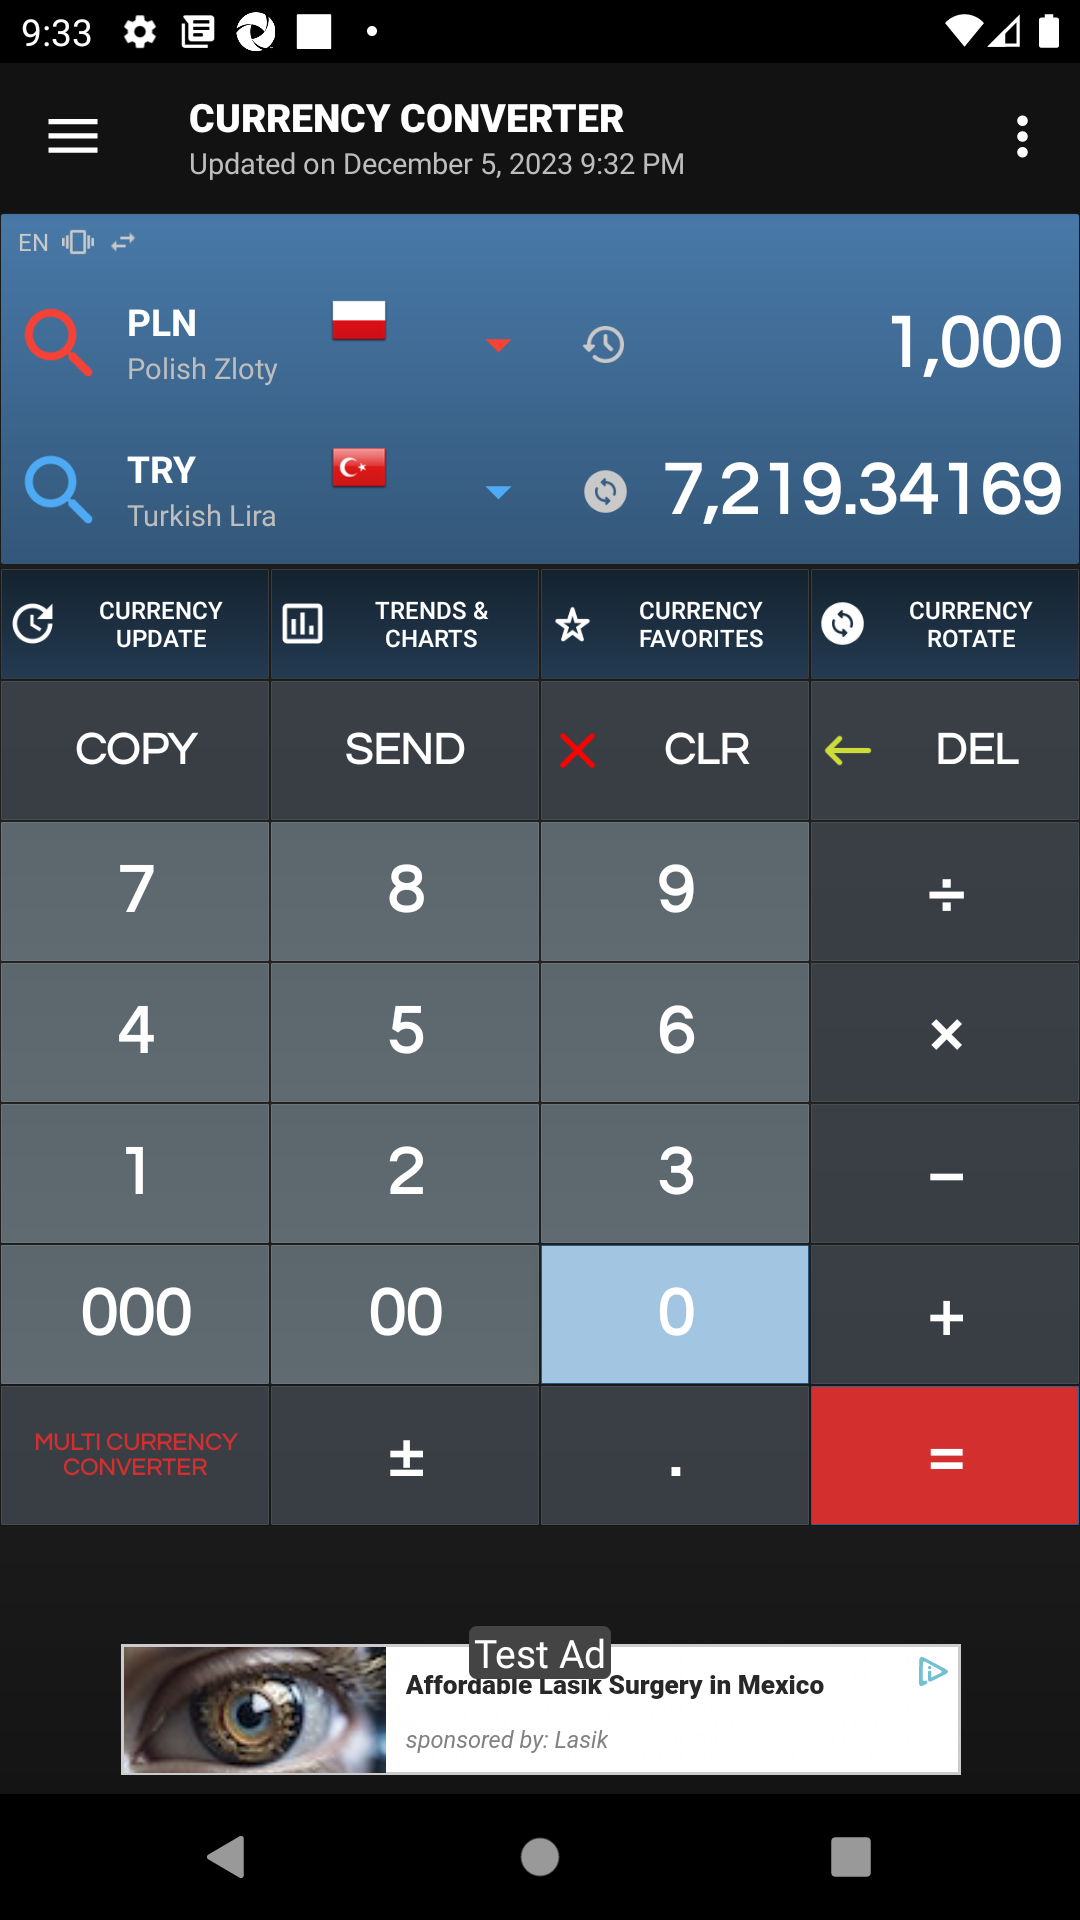 9:33
CURRENCY CONVERTER
Updated on December 5, 2023 9:32 PM
EN
PLN
Polish Zloty
1,000
TRY
Turkish Lira
7,219.34169
CURRENCY
UPDATE
TRENDS &
CHARTS
CURRENCY
FAVORITES
CURRENCY
ROTATE
COPY
SEND
CLR
DEL
7
8
9
÷
4
5
6
×
1
2
3
−
000
00
0
+
MULTI CURRENCY
CONVERTER
±
.
=
Test Ad
Affordable Lasik Surgery in Mexico
sponsored by: Lasik